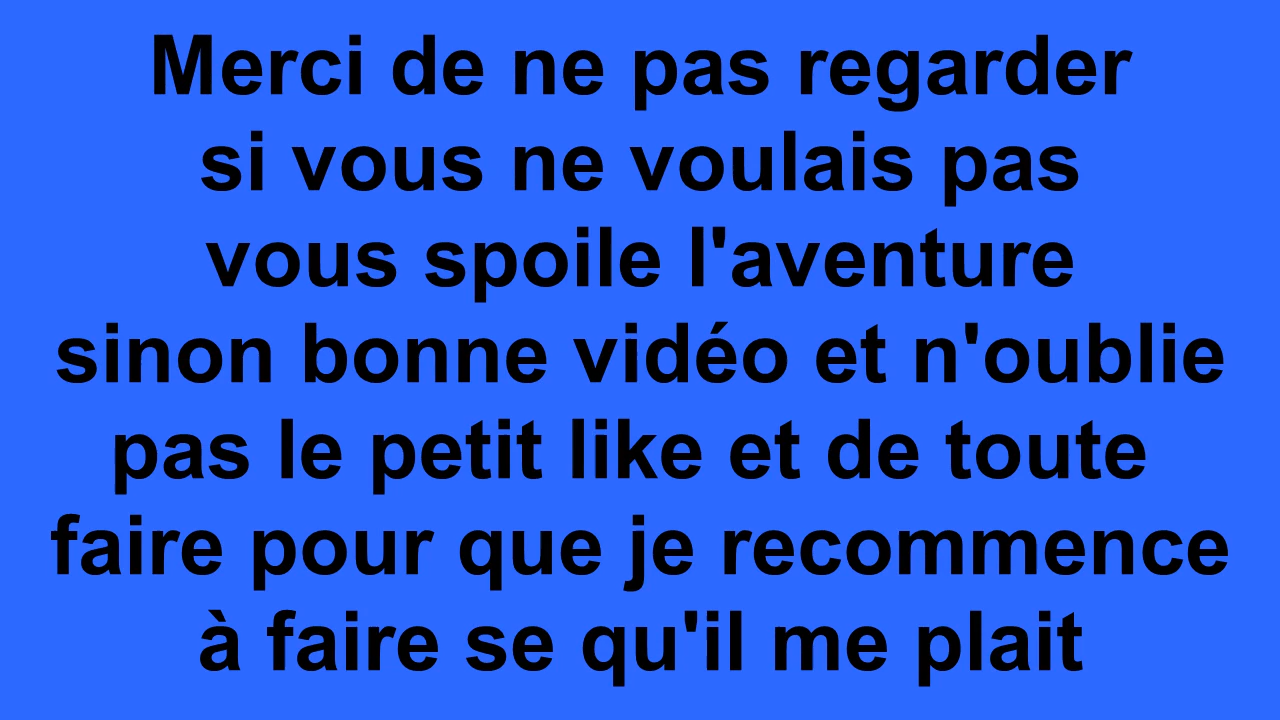 Merci de ne pas regarder
si vous ne voulais pas
vous spoile l'aventure
sinon bonne vidéo et n'oublie
pas le petit like et de toute
faire pour que je recommence
à faire se qu'il me plait